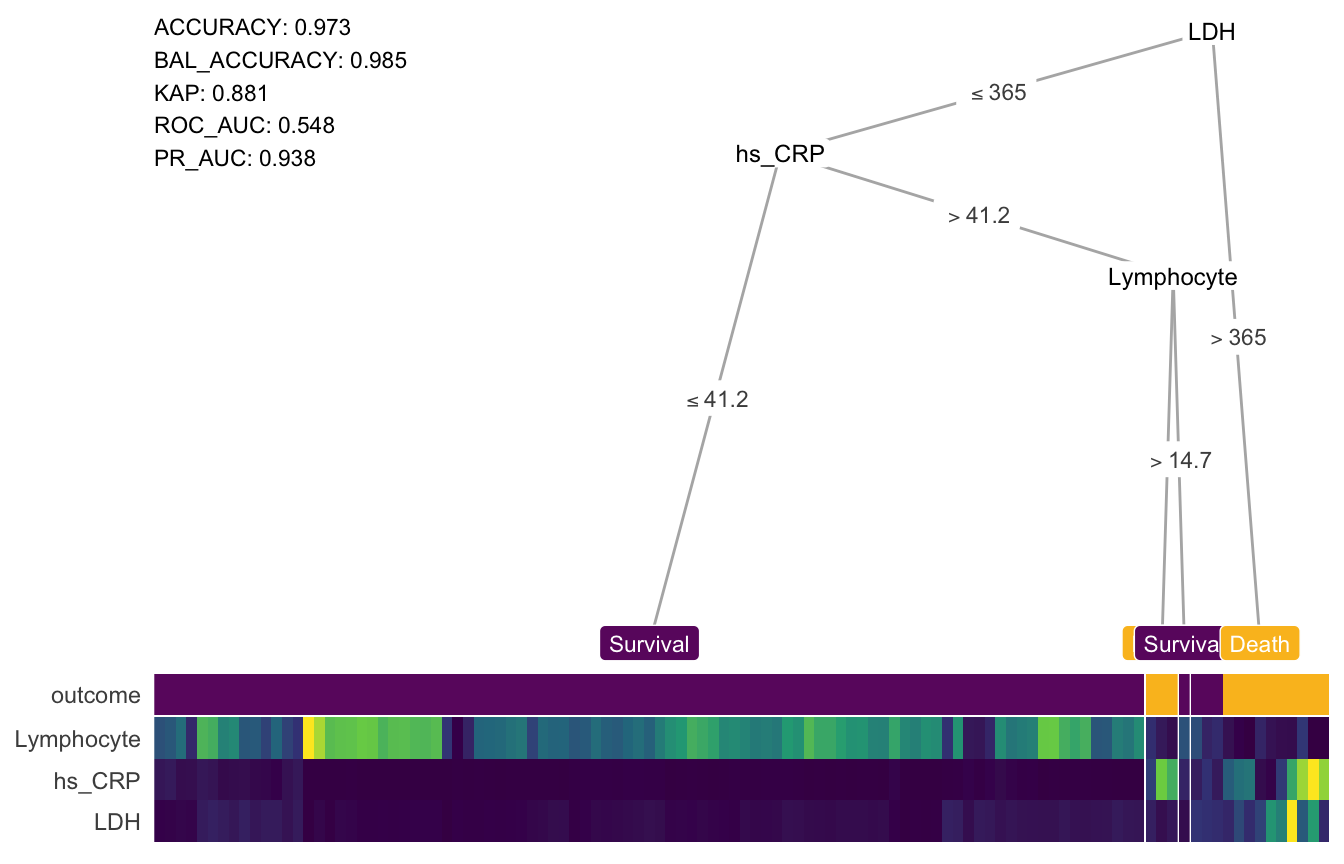 ACCURACY: 0.973
BAL_ACCURACY: 0.985
KAP: 0.881
ROC_AUC: 0.548
PR_AUC: 0.938
LDH
≤ 365
hs_CRP
> 41.2
Lymphocyte
> 365
≤ 41.2
> 14.7
Survival
Surviva
Death
outcome
Lymphocyte
hs_CRP
LDH